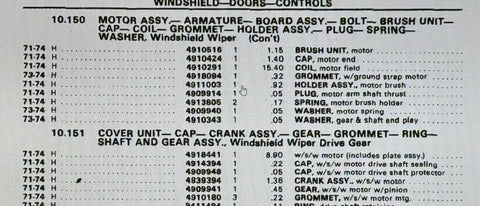 WINDSHIELD—DOORS—CONTROLS
10.150 MOTOR ASSY.— ARMATURE— BOARD ASSY.— BOLT— BRUSH UNIT—
CAP— COIL— GROMMET— HOLDER ASSY.— PLUG— SPRING—
WASHER, Windshield Wiper (Con't)
71-74 H 4910516 1 1.15 BRUSH UNIT, motor
71-74 H 4910424 1 1.40 CAP, motor end
71-74 H 4910291 1 15.40 COIL, motor field
73-74 H 4918094 1 .32 GROMMET, w/ground strap motor
71-74 H 4911003 1 .92 HOLDER ASSY., motor brush
71-74 H 4909914 1 .05 PLUG, motor arm shaft thrust
71-74 H 4913805 2 .17 SPRING, motor brush holder
73-74 H 4909940 1 .05 WASHER, motor spring
73-74 H 4910343 1 .05 WASHER, gear & shaft end play
10.151 COVER UNIT— CAP— CRANK ASSY.— GEAR— GROMMET— RING—
SHAFT AND GEAR ASSY., Windshield Wiper Drive Gear
71-74 H 4918441 1 8.90 w/s/w motor (includes plate assy.)
71-74 H 4914394 1 .22 CAP, w/s/w motor drive shaft sealing
71-74 H 4909948 1 .05 CAP, w/s/w motor drive shaft protector
71-74 H 4939394 1 1.36 CRANK ASSY., w/s/w motor
71-74 H 4909941 1 .45 GEAR, w/s/w motor w/pinion
71-74 H 4910180 3 .22 GROMMET, w/s/w motor mtg.